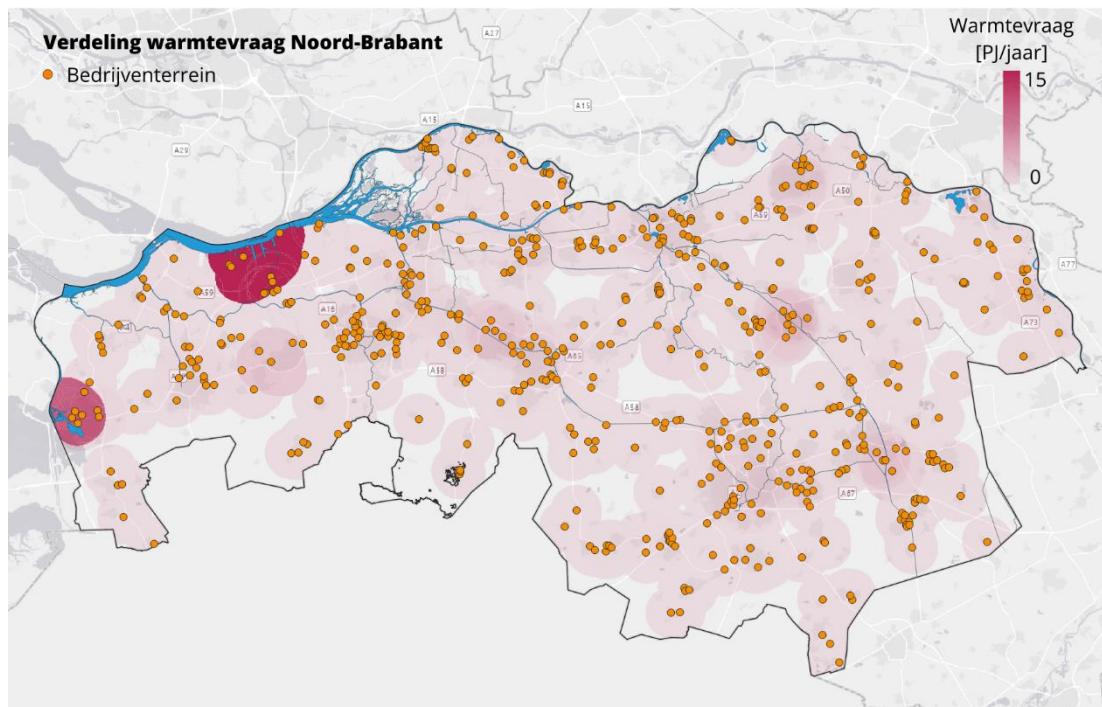 Verdeling warmtevraag Noord-Brabant
Bedrijventerrein
Warmtevraag
[PJ/jaar]
15
0
A27
A15
A15
A29
A50
A59
A77
A59
A16
A73
A65
A58
A58
A67